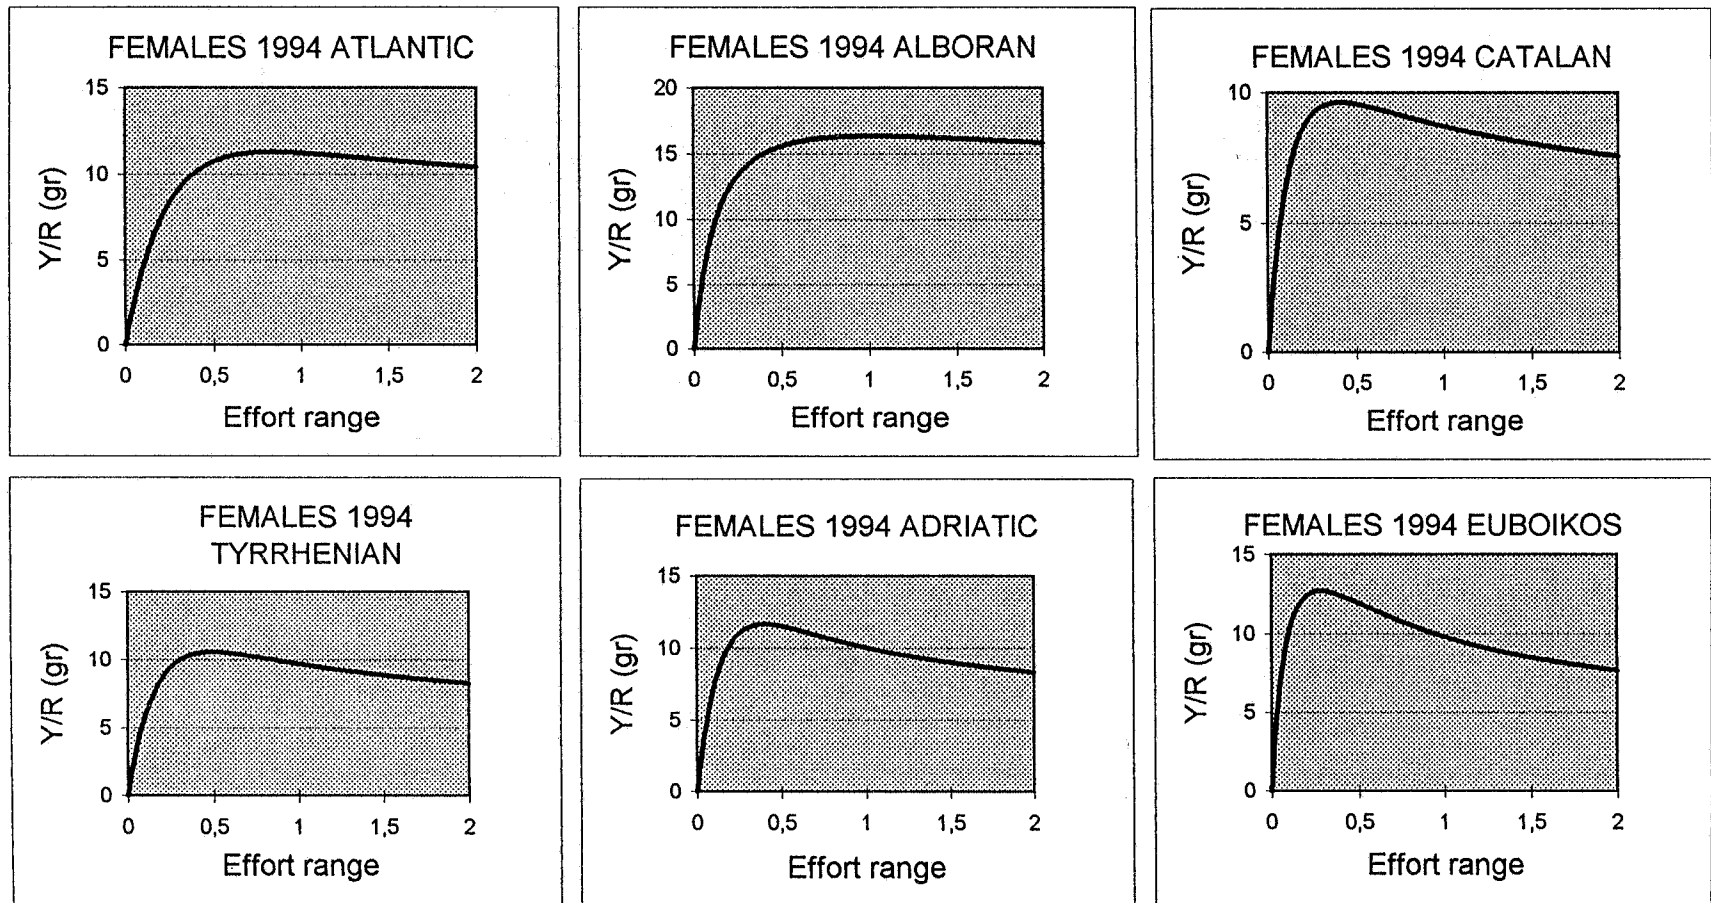 FEMALES 1994 ATLANTIC
15
10
5
0
Y/R (gr)
0 0,5 1 1,5 2
Effort range
FEMALES 1994 ALBORAN
20
15
10
5
0
Y/R (gr)
0 0,5 1 1,5 2
Effort range
FEMALES 1994 CATALAN
10
5
0
Y/R (gr)
0 0,5 1 1,5 2
Effort range
FEMALES 1994
TYRRHENIAN
15
10
5
0
Y/R (gr)
0 0,5 1 1,5 2
Effort range
FEMALES 1994 ADRIATIC
15
10
5
0
Y/R (gr)
0 0,5 1 1,5 2
Effort range
FEMALES 1994 EUBOIKOS
15
10
5
0
Y/R (gr)
0 0,5 1 1,5 2
Effort range